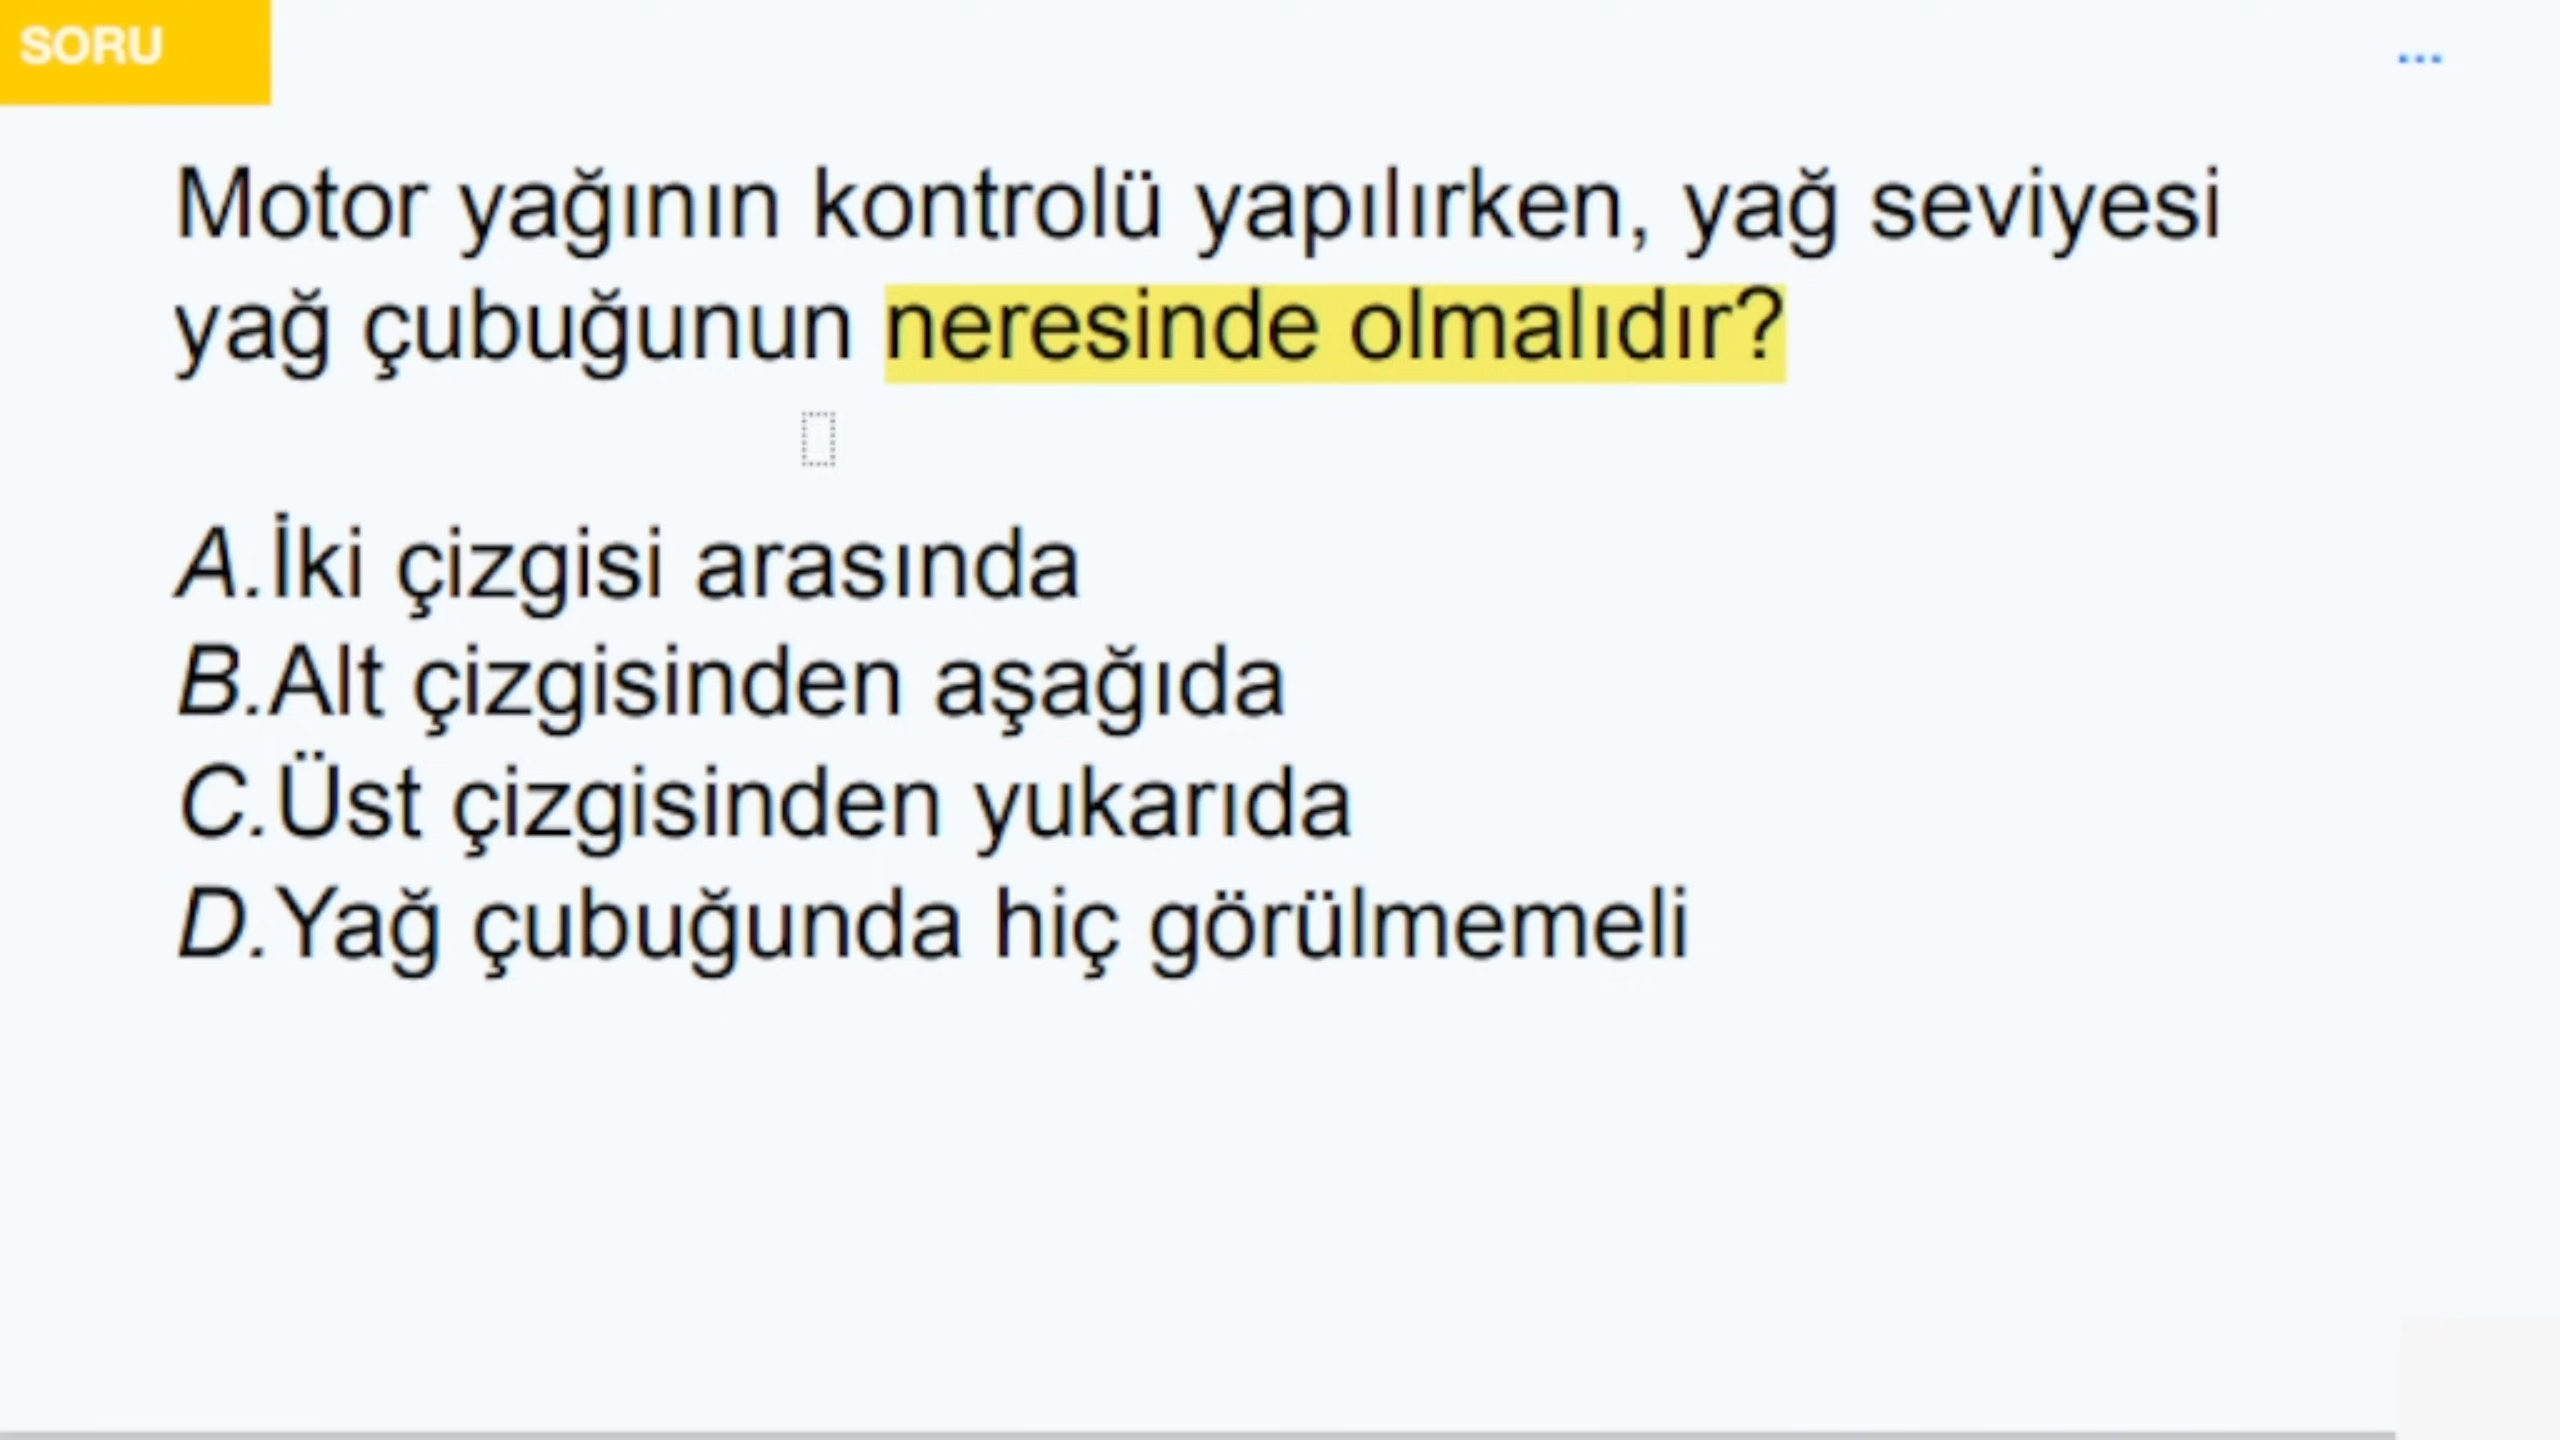 SORU
...
Motor yağının kontrolü yapılırken, yağ seviyesi
yağ çubuğunun neresinde olmalıdır?
A.İki çizgisi arasında
B.Alt çizgisinden aşağıda
C.Üst çizgisinden yukarıda
D.Yağ çubuğunda hiç görülmemeli